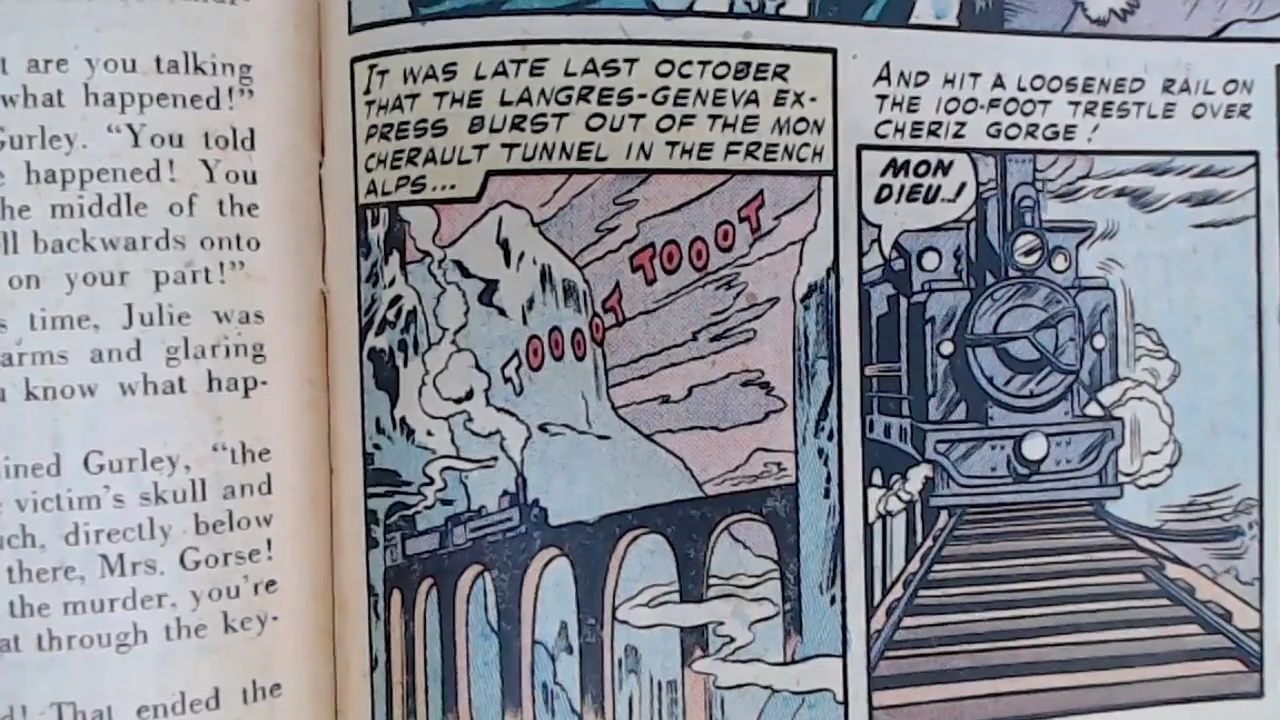 t are you talking
what happened!”
Gurley. “You told
happened! You
he middle of the
ll backwards onto
on your part!”
s time, Julie was
arms and glaring
know what hap-
ined Gurley, “the
victim’s skull and
ch, directly below
there, Mrs. Gorse!
the murder, you’re
at through the key-
d! That ended the
IT WAS LATE LAST OCTOBER
THAT THE LANGRES-GENEVA EX-
PRESS BURST OUT OF THE MON
CHERAULT TUNNEL IN THE FRENCH
ALPS...
TOOOOT TOOOT
AND HIT A LOOSENED RAIL ON
THE 100-FOOT TRESTLE OVER
CHERIZ GORGE!
MON
DIEU..!